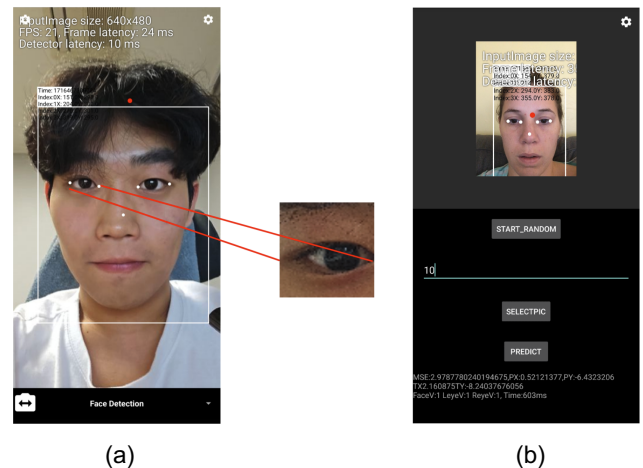 InputImage size: 640x480
FPS: 21, Frame latency: 24 ms
Detector latency: 10 ms
Face Detection
(a)
InputImage size:
START_RANDOM
10
SELECTPIC
PREDICT
MSE:2.9787780240194675,PX:0.52121377,PY:-6.4323206
TX2.160875TY:-8.24037676056
FaceV:1 LeyeV:1 ReyeV:1, Time:603ms
(b)